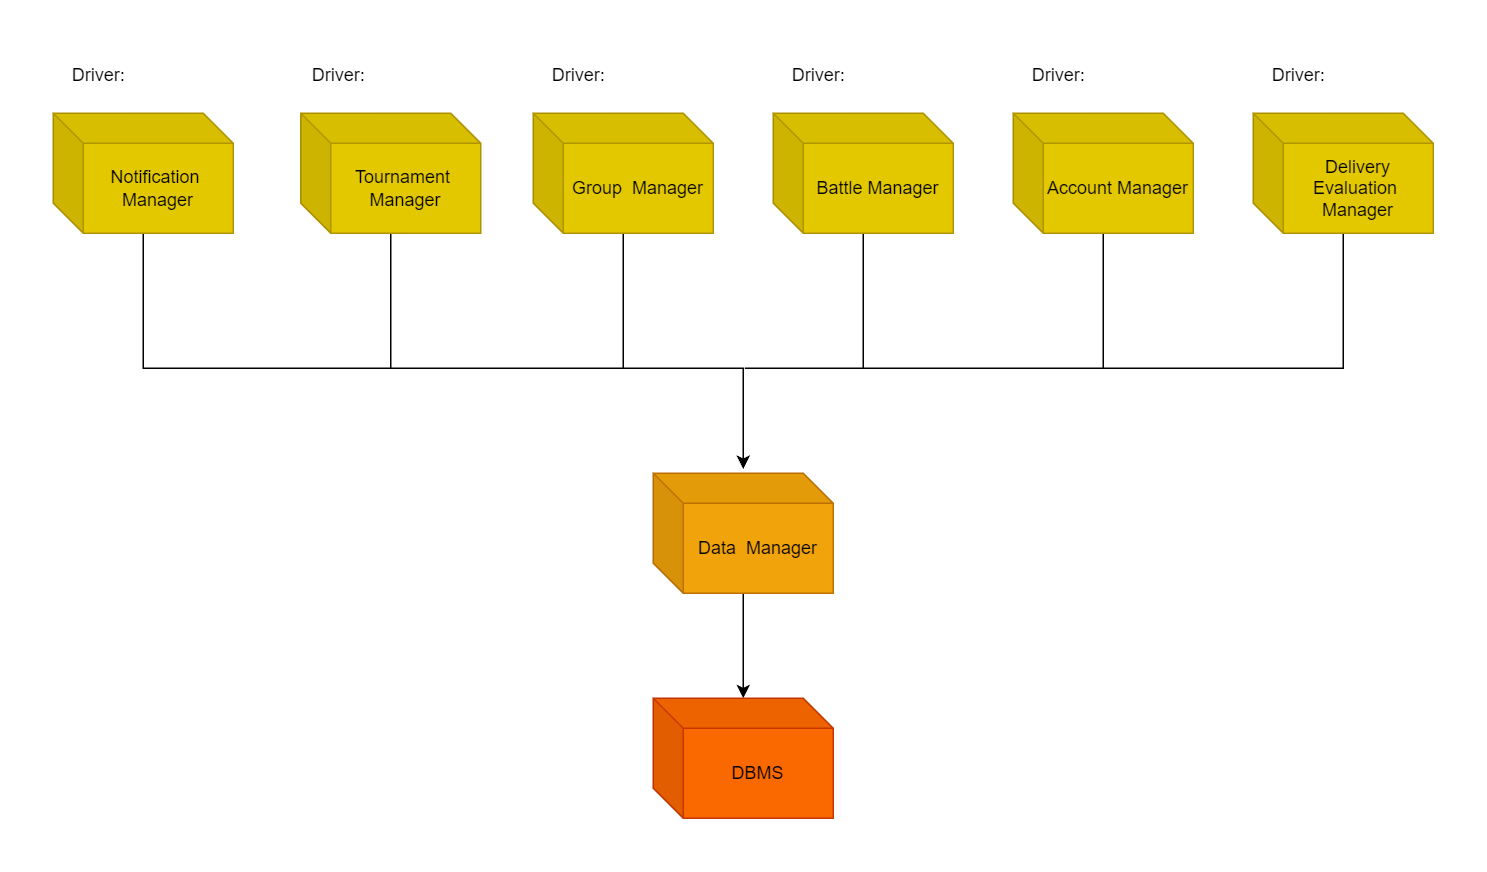 Driver:
Driver:
Driver:
Driver:
Driver:
Driver:
Notification
Manager
Tournament
Manager
Group  Manager
Battle Manager
Account Manager
Delivery
Evaluation
Manager
Data  Manager
DBMS